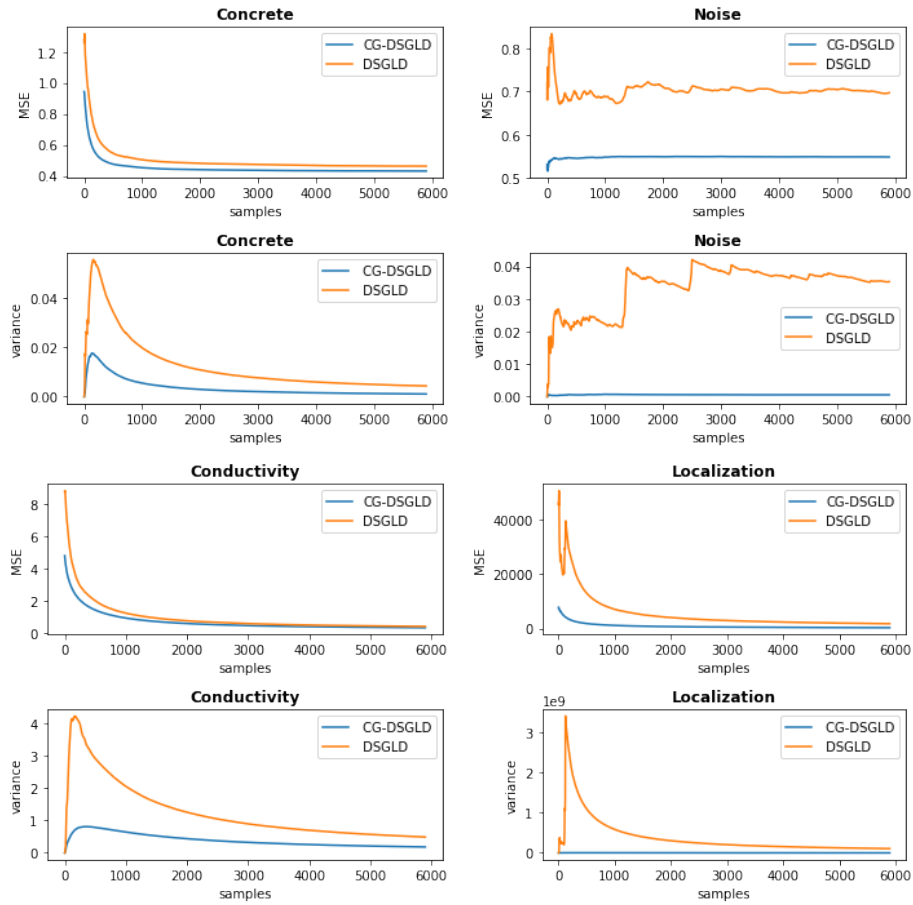 Concrete
MSE
1.2
1.0
0.8
0.6
0.4
CG-DSGLD
DSGLD
0 1000 2000 3000 4000 5000 6000
samples
Noise
MSE
0.8
0.7
0.6
0.5
CG-DSGLD
DSGLD
0 1000 2000 3000 4000 5000 6000
samples
Concrete
variance
0.04
0.02
0.00
CG-DSGLD
DSGLD
0 1000 2000 3000 4000 5000 6000
samples
Noise
variance
0.04
0.03
0.02
0.01
0.00
CG-DSGLD
DSGLD
0 1000 2000 3000 4000 5000 6000
samples
Conductivity
MSE
8
6
4
2
0
CG-DSGLD
DSGLD
0 1000 2000 3000 4000 5000 6000
samples
Localization
MSE
40000
20000
0
CG-DSGLD
DSGLD
0 1000 2000 3000 4000 5000 6000
samples
Conductivity
variance
4
3
2
1
0
CG-DSGLD
DSGLD
0 1000 2000 3000 4000 5000 6000
samples
Localization
1e9
variance
3
2
1
0
CG-DSGLD
DSGLD
0 1000 2000 3000 4000 5000 6000
samples